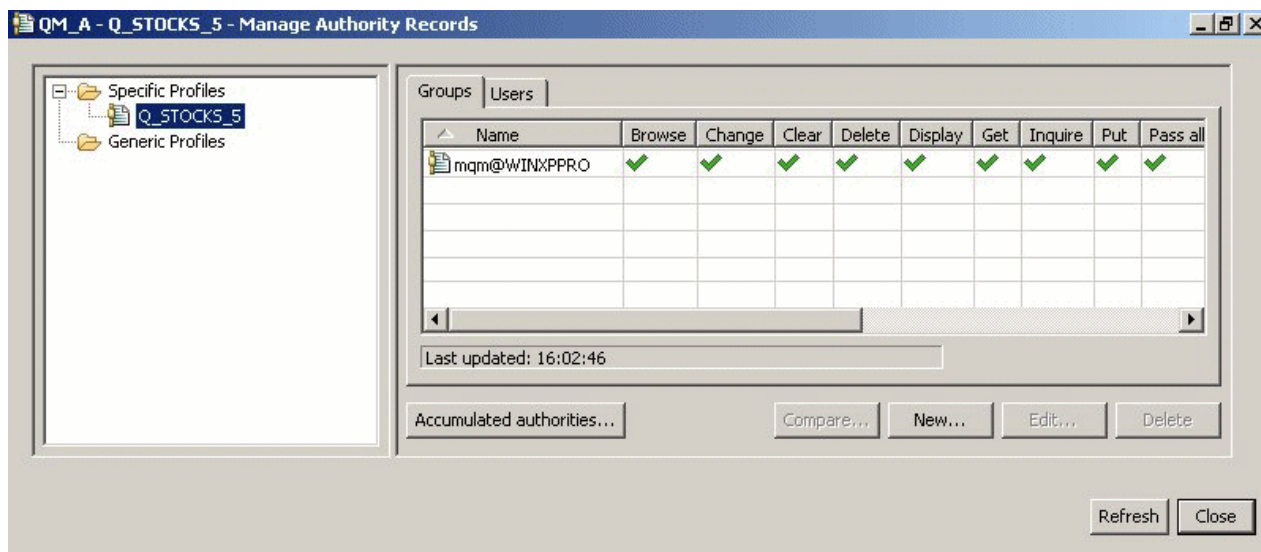 QM_A - Q_STOCKS_5 - Manage Authority Records
Specific Profiles
Q_STOCKS_5
Generic Profiles
Groups Users
Name Browse Change Clear Delete Display Get Inquire Put Pass all
mqm@WINXPPRO
Last updated: 16:02:46
Accumulated authorities... Compare... New... Edit... Delete
Refresh Close